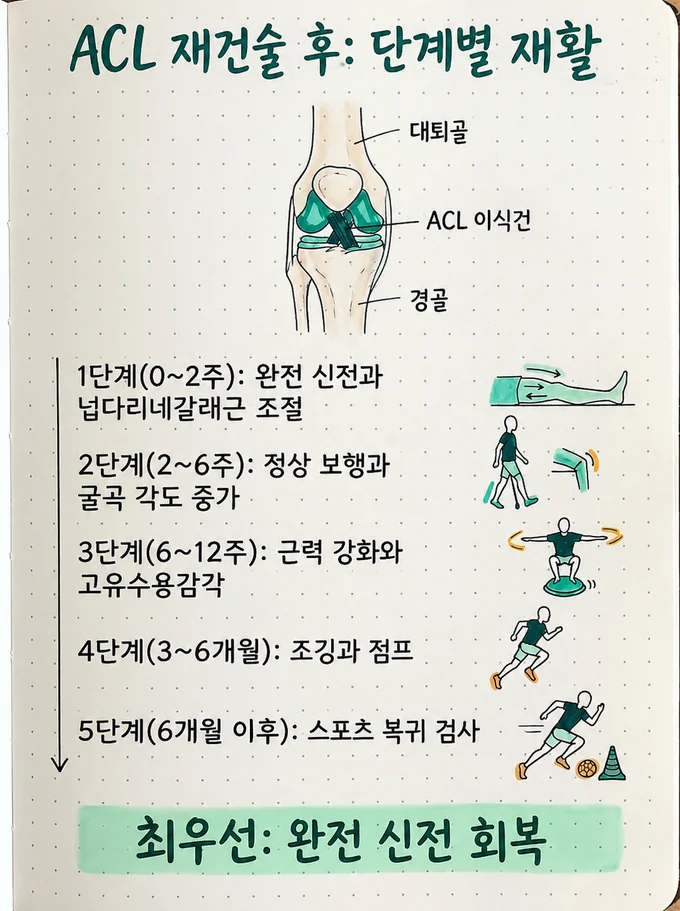 ACL 재건술 후: 단계별 재활
대퇴골
ACL 이식건
경골
1단계(0~2주): 완전 신전과
넙다리네갈래근 조절
2단계(2~6주): 정상 보행과
굴곡 각도 중가
3단계(6~12주): 근력 강화와
고유수용감각
4단계(3~6개월): 조깅과 점프
5단계(6개월 이후): 스포츠 복귀 검사
최우선: 완전 신전 회복